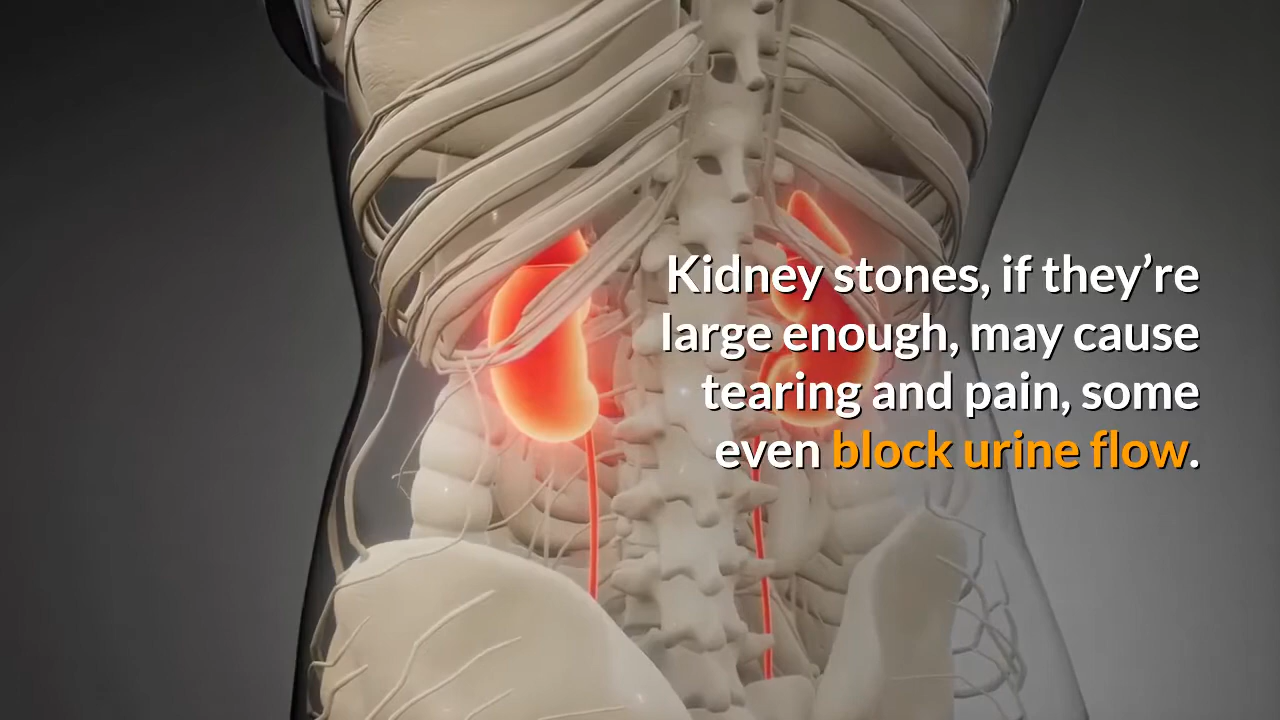 Kidney stones, if they’re
large enough, may cause
tearing and pain, some
even block urine flow.